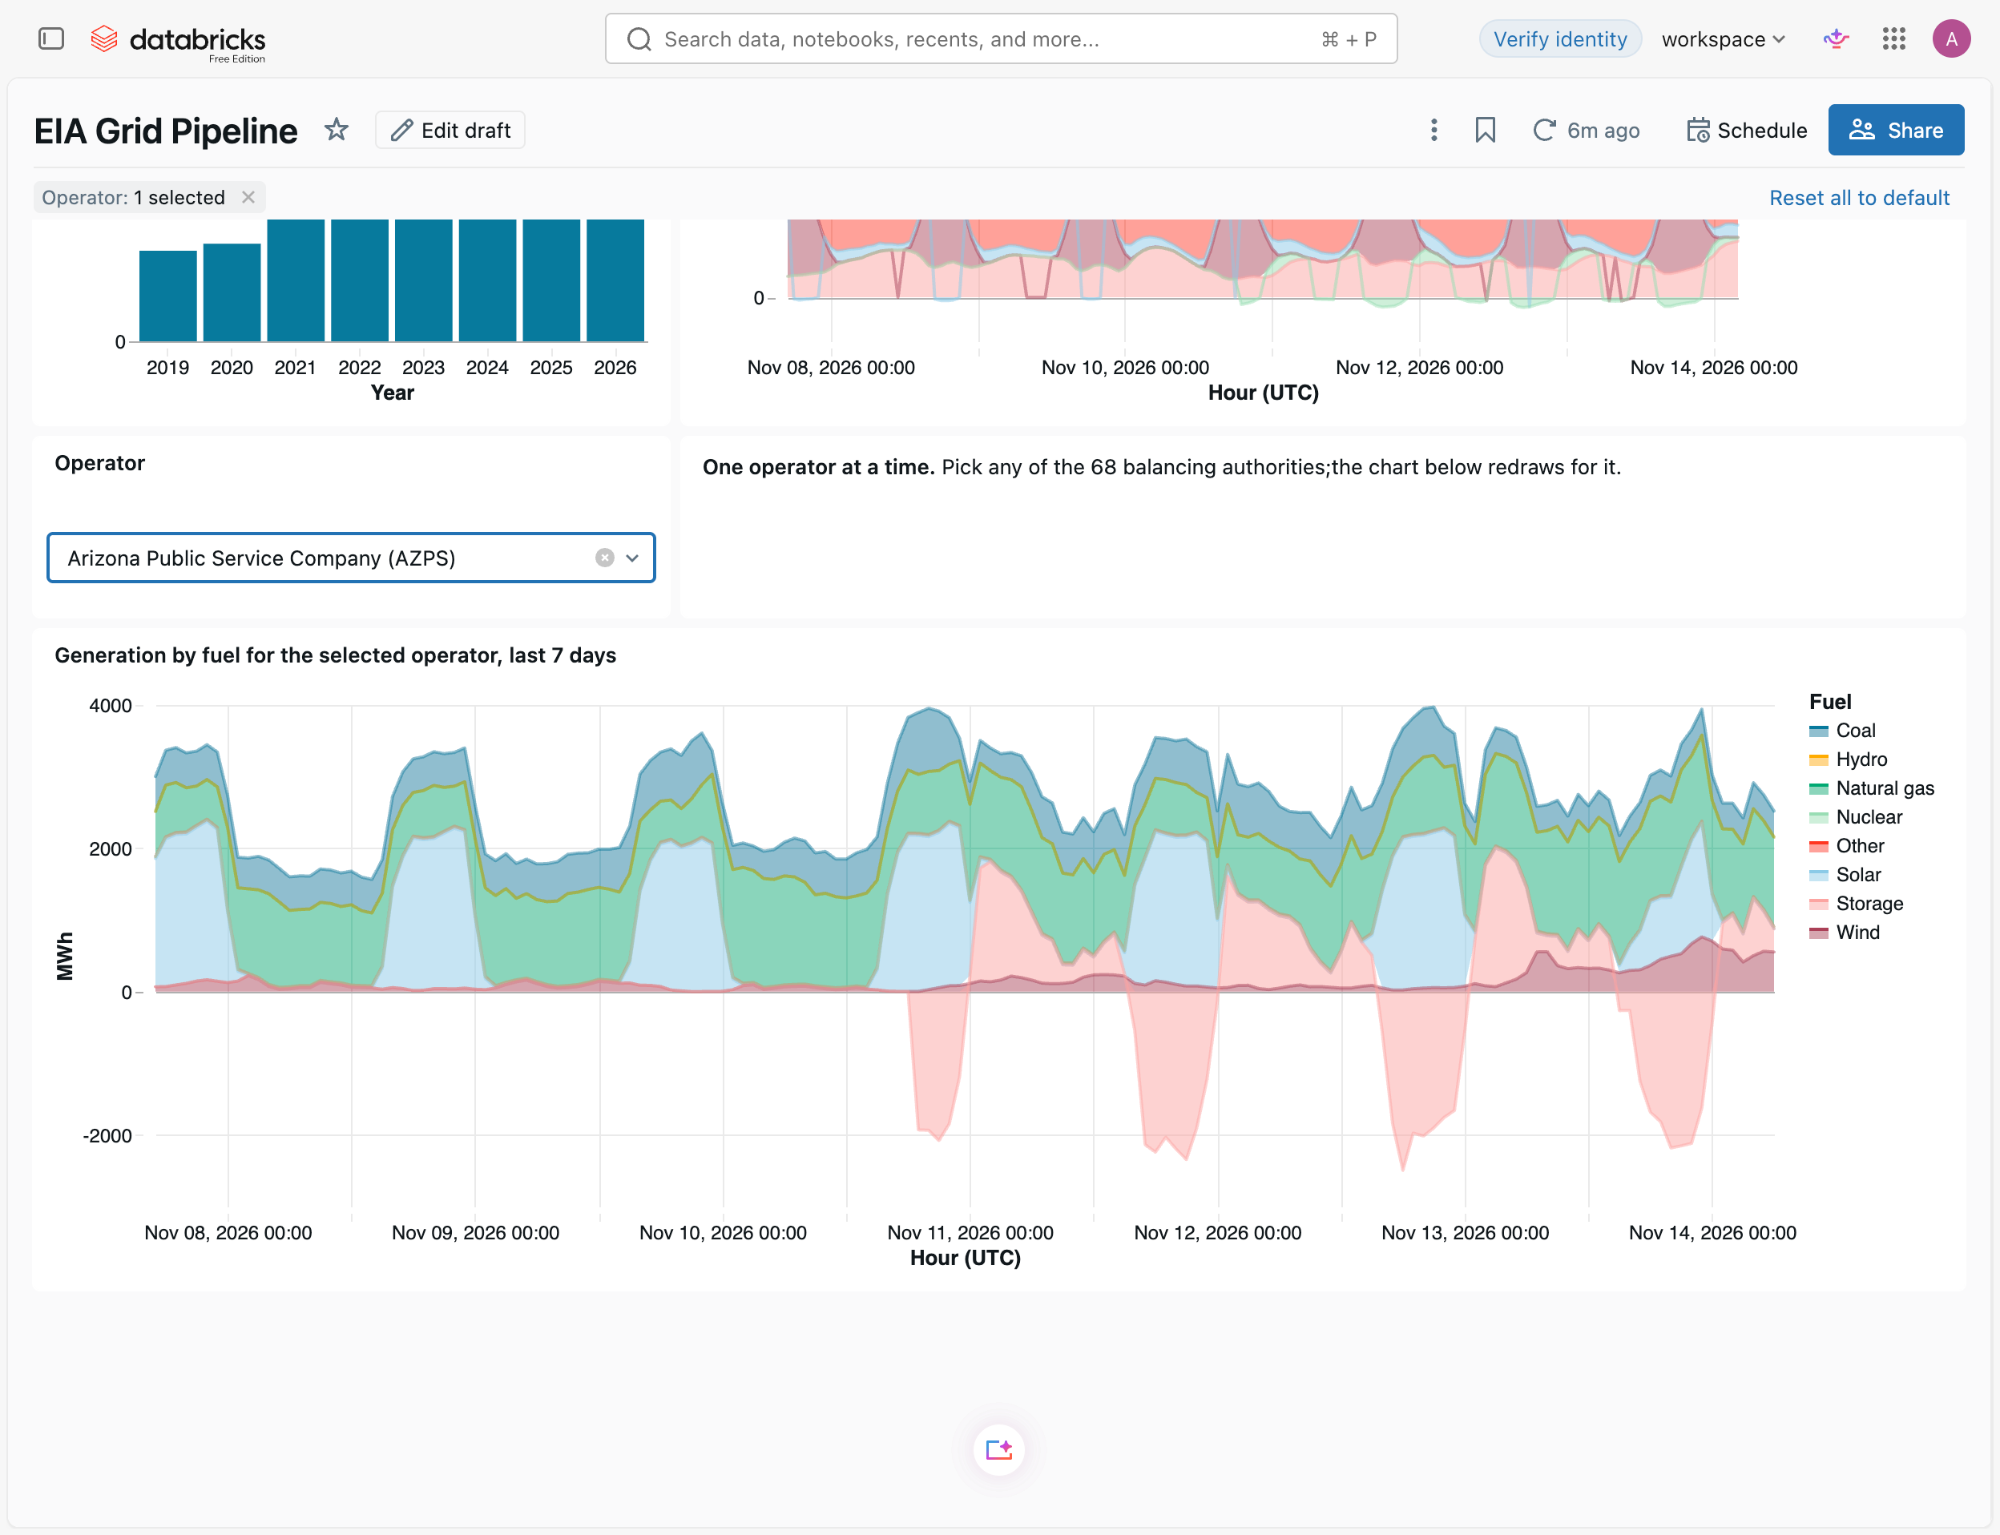 databricks
Free Edition
Search data, notebooks, recents, and more...
⌘ + P
Verify identity
workspace
A
EIA Grid Pipeline
Edit draft
6m ago
Schedule
Share
Operator: 1 selected
Reset all to default
0
2019 2020 2021 2022 2023 2024 2025 2026
Year
0
Nov 08, 2026 00:00 Nov 10, 2026 00:00 Nov 12, 2026 00:00 Nov 14, 2026 00:00
Hour (UTC)
Operator
Arizona Public Service Company (AZPS)
One operator at a time. Pick any of the 68 balancing authorities;the chart below redraws for it.
Generation by fuel for the selected operator, last 7 days
4000
2000
0
-2000
MWh
Nov 08, 2026 00:00 Nov 09, 2026 00:00 Nov 10, 2026 00:00 Nov 11, 2026 00:00 Nov 12, 2026 00:00 Nov 13, 2026 00:00 Nov 14, 2026 00:00
Hour (UTC)
Fuel
Coal
Hydro
Natural gas
Nuclear
Other
Solar
Storage
Wind